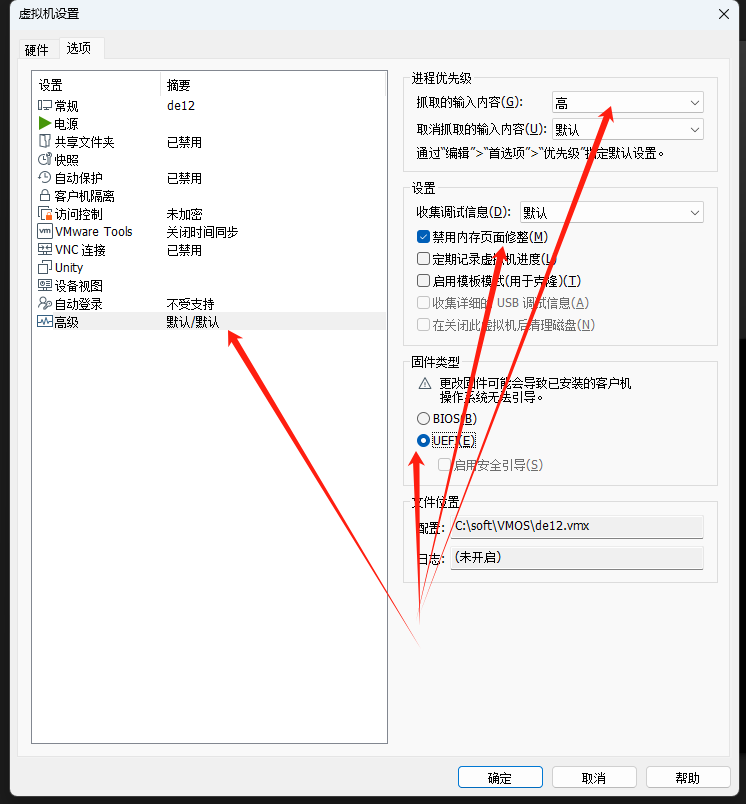 虚拟机设置
硬件 选项
设置 摘要
常规 de12
电源
共享文件夹 已禁用
快照
自动保护 已禁用
客户机隔离
访问控制 未加密
VMware Tools 关闭时间同步
VNC 连接 已禁用
Unity
设备视图
自动登录 不受支持
高级 默认/默认
进程优先级
抓取的输入内容(G): 高
取消抓取的输入内容(U): 默认
通过“编辑”>“首选项”>“优先级”指定默认设置。
设置
收集调试信息(D): 默认
禁用内存页面修整(M)
定期记录虚拟机进度(L)
启用模板模式(用于克隆)(T)
收集详细的 USB 调试信息(A)
在关闭此虚拟机后清理磁盘(N)
固件类型
更改固件可能会导致已安装的客户机
操作系统无法引导。
BIOS(B)
UEFI(E)
启用安全引导(S)
文件位置
配置: C:\soft\VMOS\de12.vmx
日志: (未开启)
确定 取消 帮助